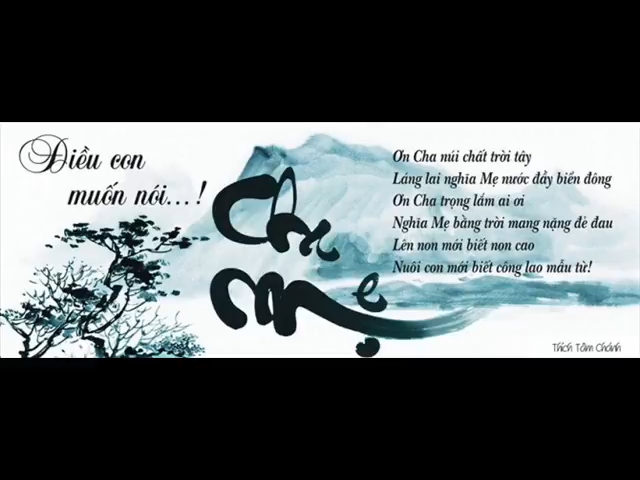 Điều con
muốn nói...!
Cha
Mẹ
Ơn Cha núi chất trời tây
Láng lai nghĩa Mẹ nước đầy biển đông
Ơn Cha trọng lắm ai ơi
Nghĩa Mẹ bằng trời mang nặng đẻ đau
Lên non mới biết non cao
Nuôi con mới biết công lao mẫu từ!
Thích Tâm Chánh